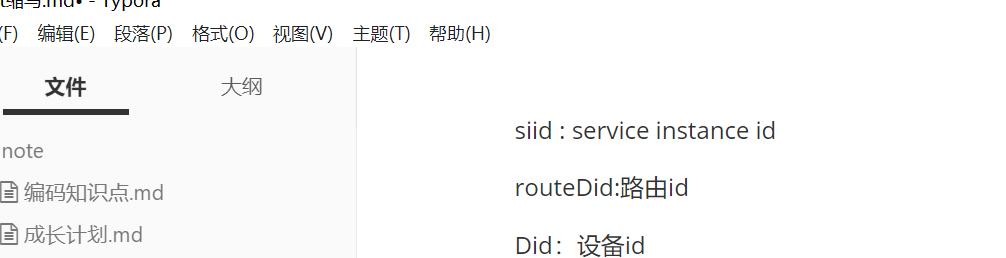 缩写.md• - Typora
(F) 编辑(E) 段落(P) 格式(O) 视图(V) 主题(T) 帮助(H)
文件 大纲
note
编码知识点.md
成长计划.md
siid : service instance id
routeDid:路由id
Did：设备id